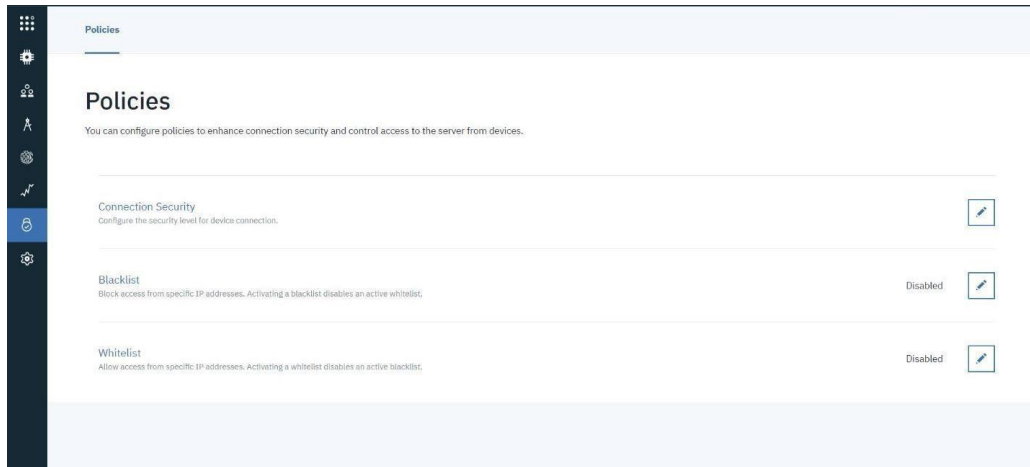 Policies
Policies
You can configure policies to enhance connection security and control access to the server from devices.
Connection Security
Configure the security level for device connection.
Blacklist
Block access from specific IP addresses. Activating a blacklist disables an active whitelist.
Disabled
Whitelist
Allow access from specific IP addresses. Activating a whitelist disables an active blacklist.
Disabled